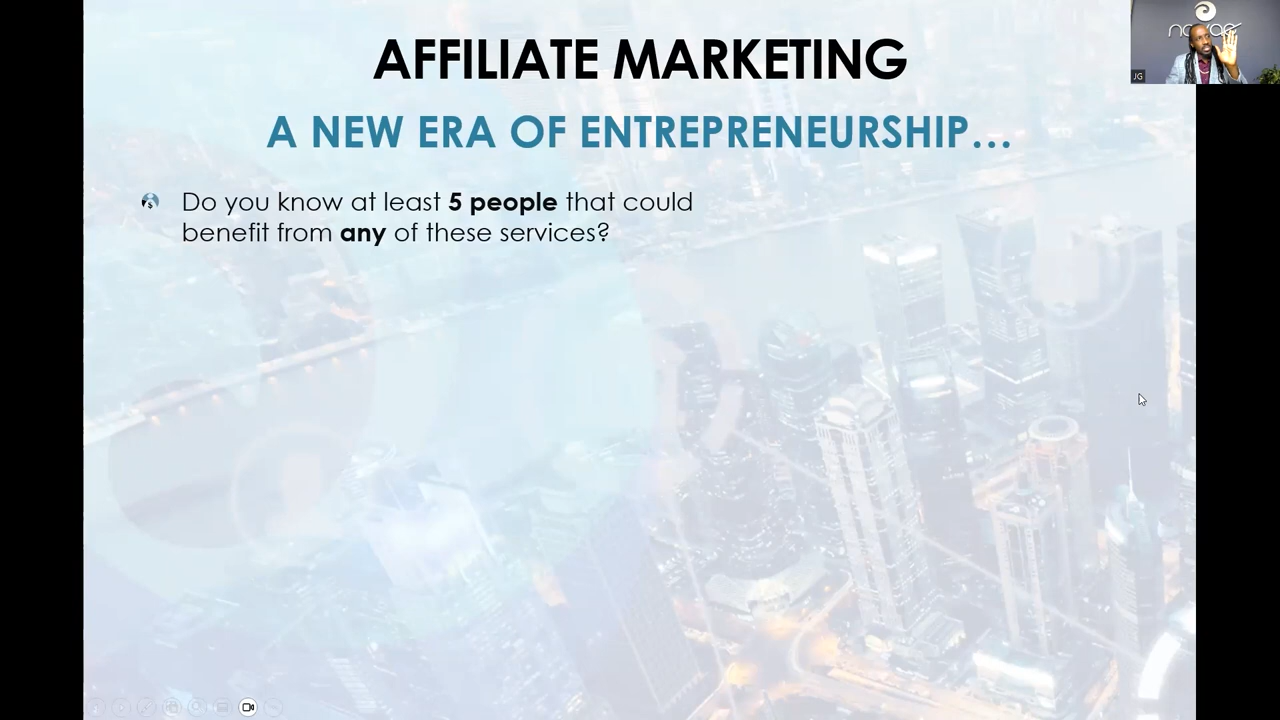 AFFILIATE MARKETING
A NEW ERA OF ENTREPRENEURSHIP...
Do you know at least 5 people that could
benefit from any of these services?
JG